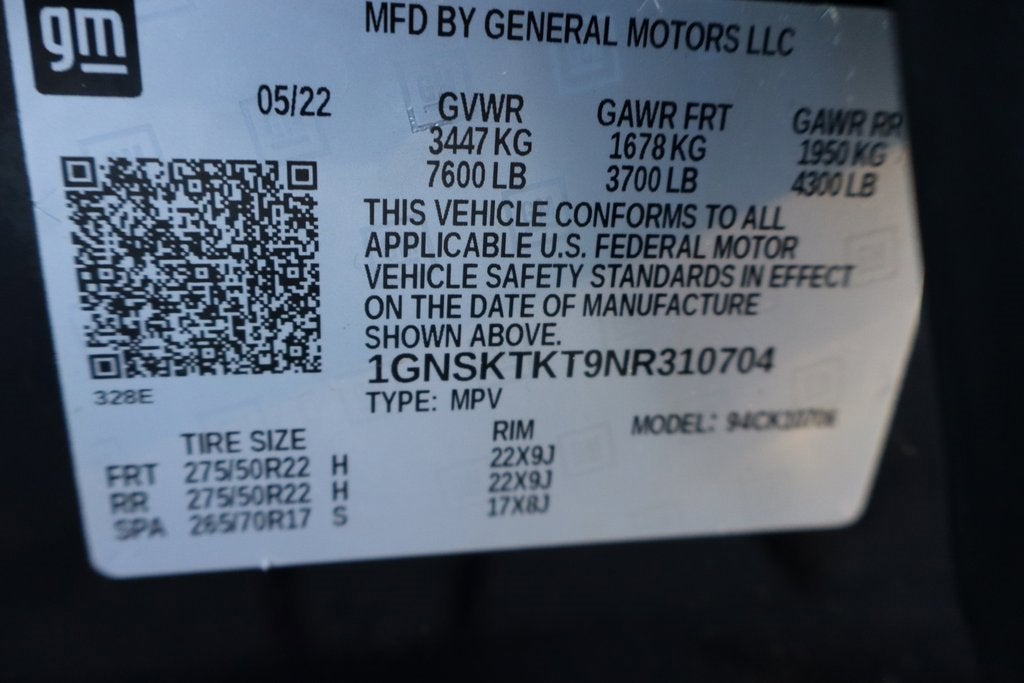 gm
MFD BY GENERAL MOTORS LLC
05/22 GVWR GAWR FRT GAWR RR
3447 KG 1678 KG 1950 KG
7600 LB 3700 LB 4300 LB
THIS VEHICLE CONFORMS TO ALL
APPLICABLE U.S. FEDERAL MOTOR
VEHICLE SAFETY STANDARDS IN EFFECT
ON THE DATE OF MANUFACTURE
SHOWN ABOVE.
1GNSKTKT9NR310704
328E
TYPE: MPV
TIRE SIZE RIM MODEL:
FRT 275/50R22 H 22X9J
RR 275/50R22 H 22X9J
SPA 265/70R17 S 17X8J